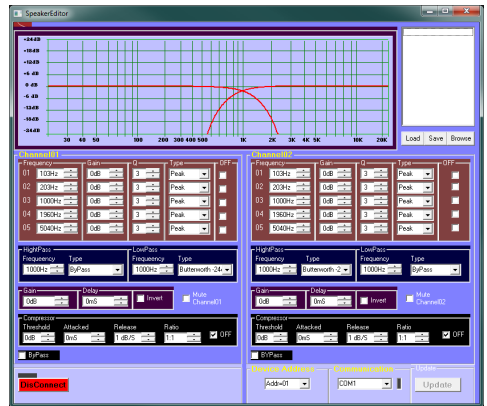 SpeakerEditor
+24dB
+18dB
+12dB
+6 dB
0 dB
-6 dB
-12dB
-18dB
-24dB
30 40 50 100 200 300 400 500 1K 2K 3K 4K 5K 10K 20K
Load Save Browse
Channel01 Channel02
Frequency Gain Q Type OFF Frequency Gain Q Type OFF
01 103Hz 0dB 3 Peak 01 103Hz 0dB 3 Peak
02 203Hz 0dB 3 Peak 02 203Hz 0dB 3 Peak
03 1000Hz 0dB 3 Peak 03 1000Hz 0dB 3 Peak
04 1960Hz 0dB 3 Peak 04 1960Hz 0dB 3 Peak
05 5040Hz 0dB 3 Peak 05 5040Hz 0dB 3 Peak
HightPass LowPass HightPass LowPass
Frequeency Type Frequeency Type Frequeency Type Frequeency Type
1000Hz ByPass 1000Hz Butterworth -24 1000Hz Butterworth -2 1000Hz ByPass
Gain Delay Gain Delay
0dB 0mS Invert Mute Channel01 0dB 0mS Invert Mute Channel02
Compressor Compressor
Threshold Attacked Release Ratio Threshold Attacked Release Ratio
0dB 0mS 1 dB/S 1:1 OFF 0dB 0mS 1 dB/S 1:1 OFF
ByPass BYPass
Device Address Communication Update
DisConnect Addr=01 COM1 Update